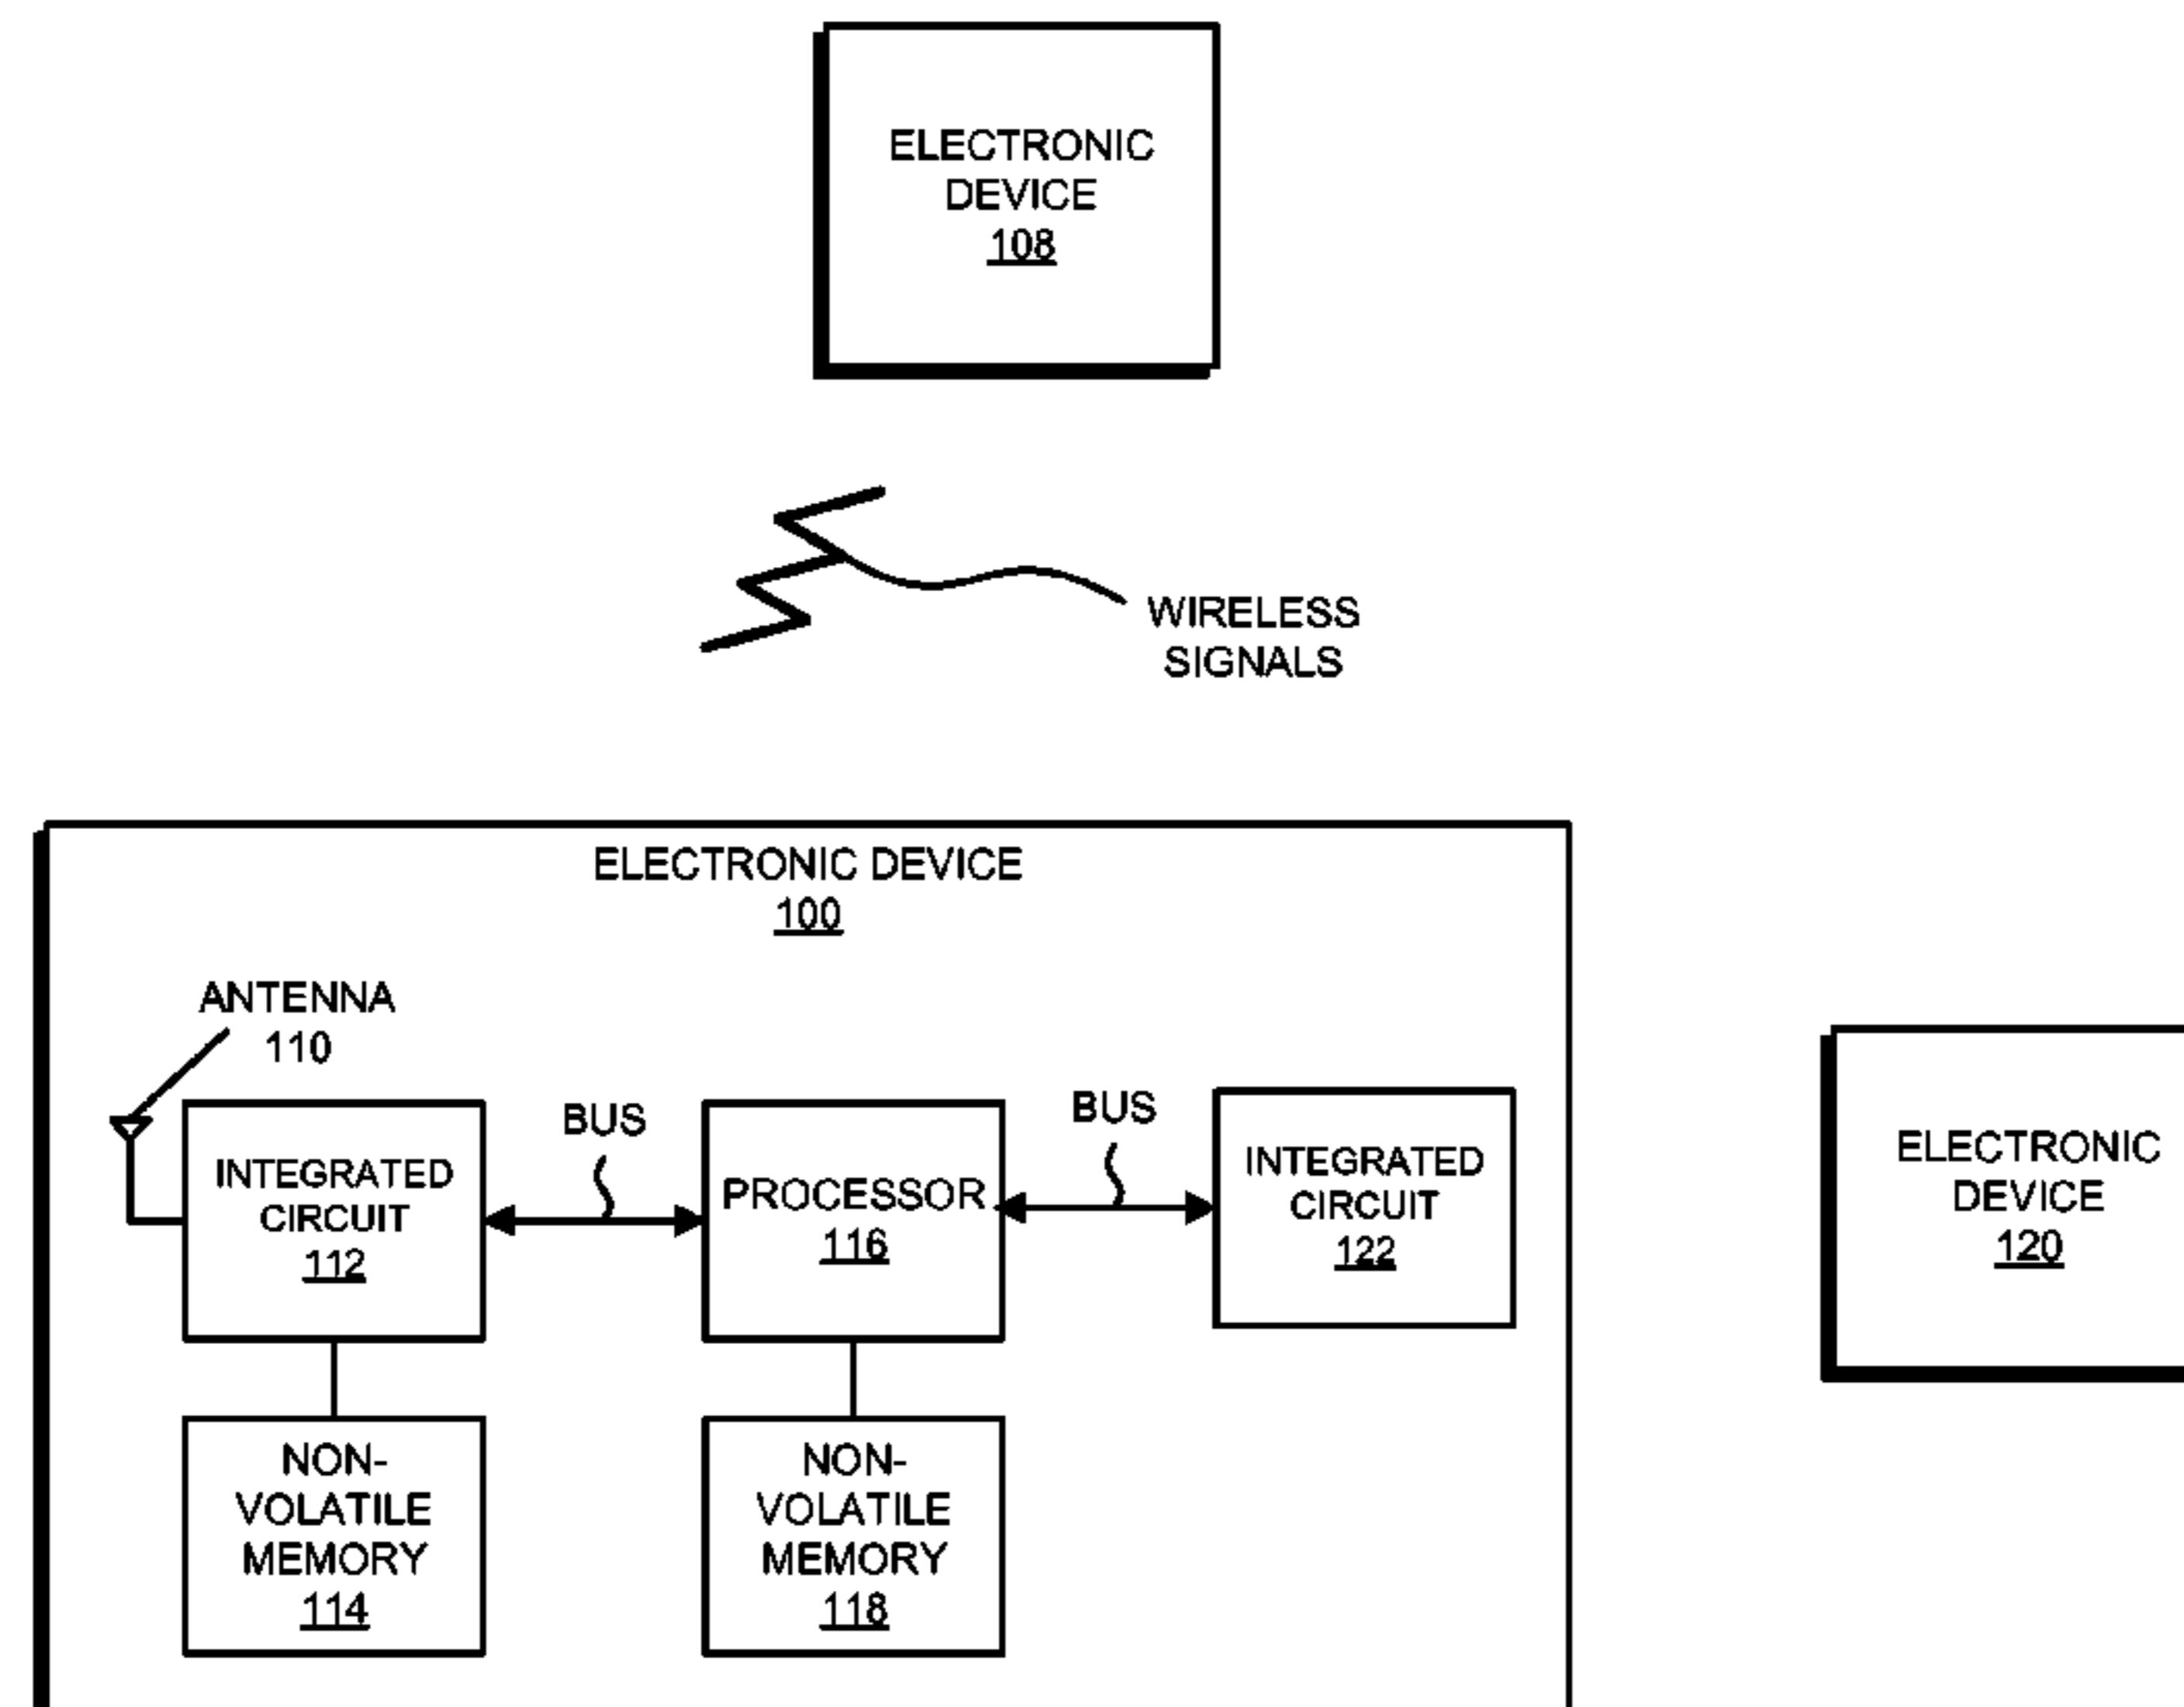 ELECTRONIC
DEVICE
108
WIRELESS
SIGNALS
ELECTRONIC DEVICE
100
ANTENNA
110
INTEGRATED
CIRCUIT
112
BUS
PROCESSOR
116
BUS
INTEGRATED
CIRCUIT
122
NON-
VOLATILE
MEMORY
114
NON-
VOLATILE
MEMORY
118
ELECTRONIC
DEVICE
120